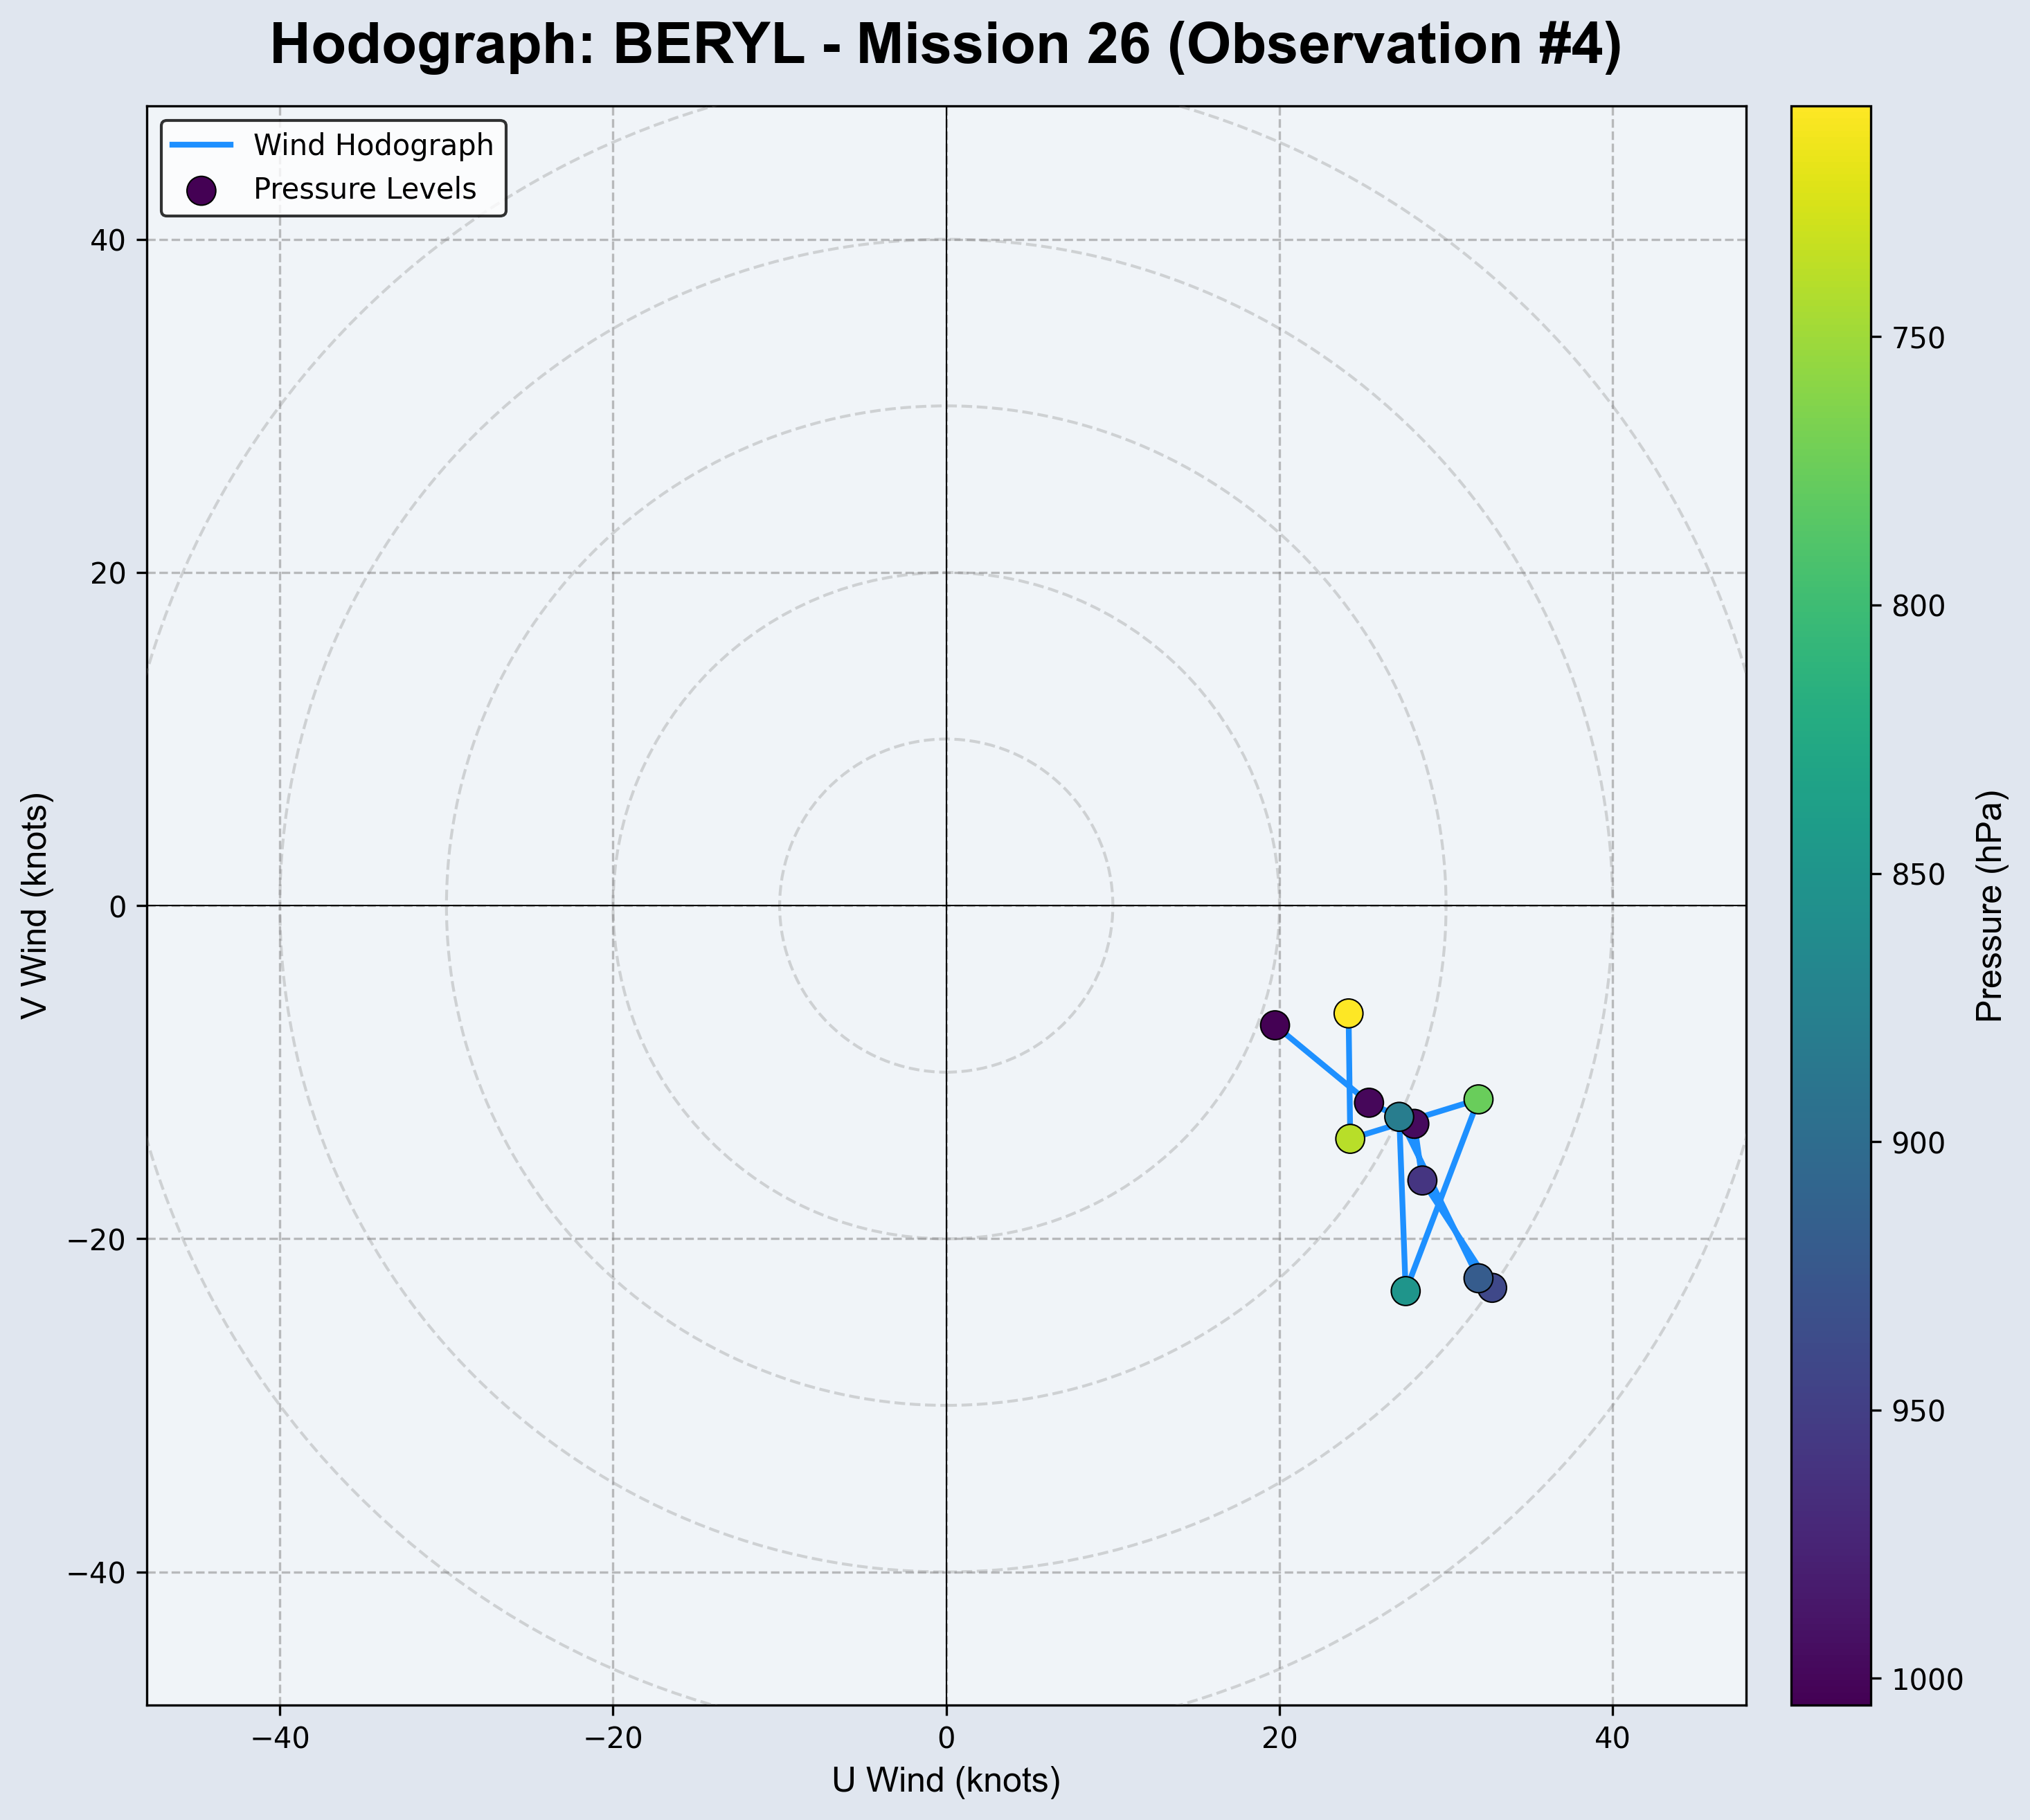 Hodograph: BERYL - Mission 26 (Observation #4)
Wind Hodograph
Pressure Levels
40
20
0
−20
−40
V Wind (knots)
−40
−20
0
20
40
U Wind (knots)
750
800
850
900
950
1000
Pressure (hPa)